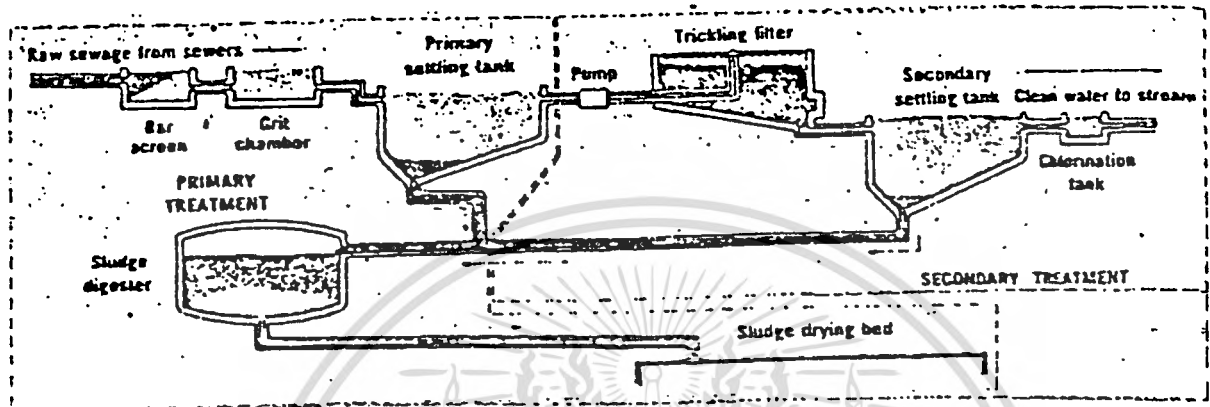 Raw sewage from sewers
Primary
settling tank
Pump
Trickling filter
Secondary
settling tank
Clean water to stream
Bar
screen
Grit
chamber
Chlorination
tank
PRIMARY
TREATMENT
Sludge
digester
SECONDARY TREATMENT
Sludge drying bed